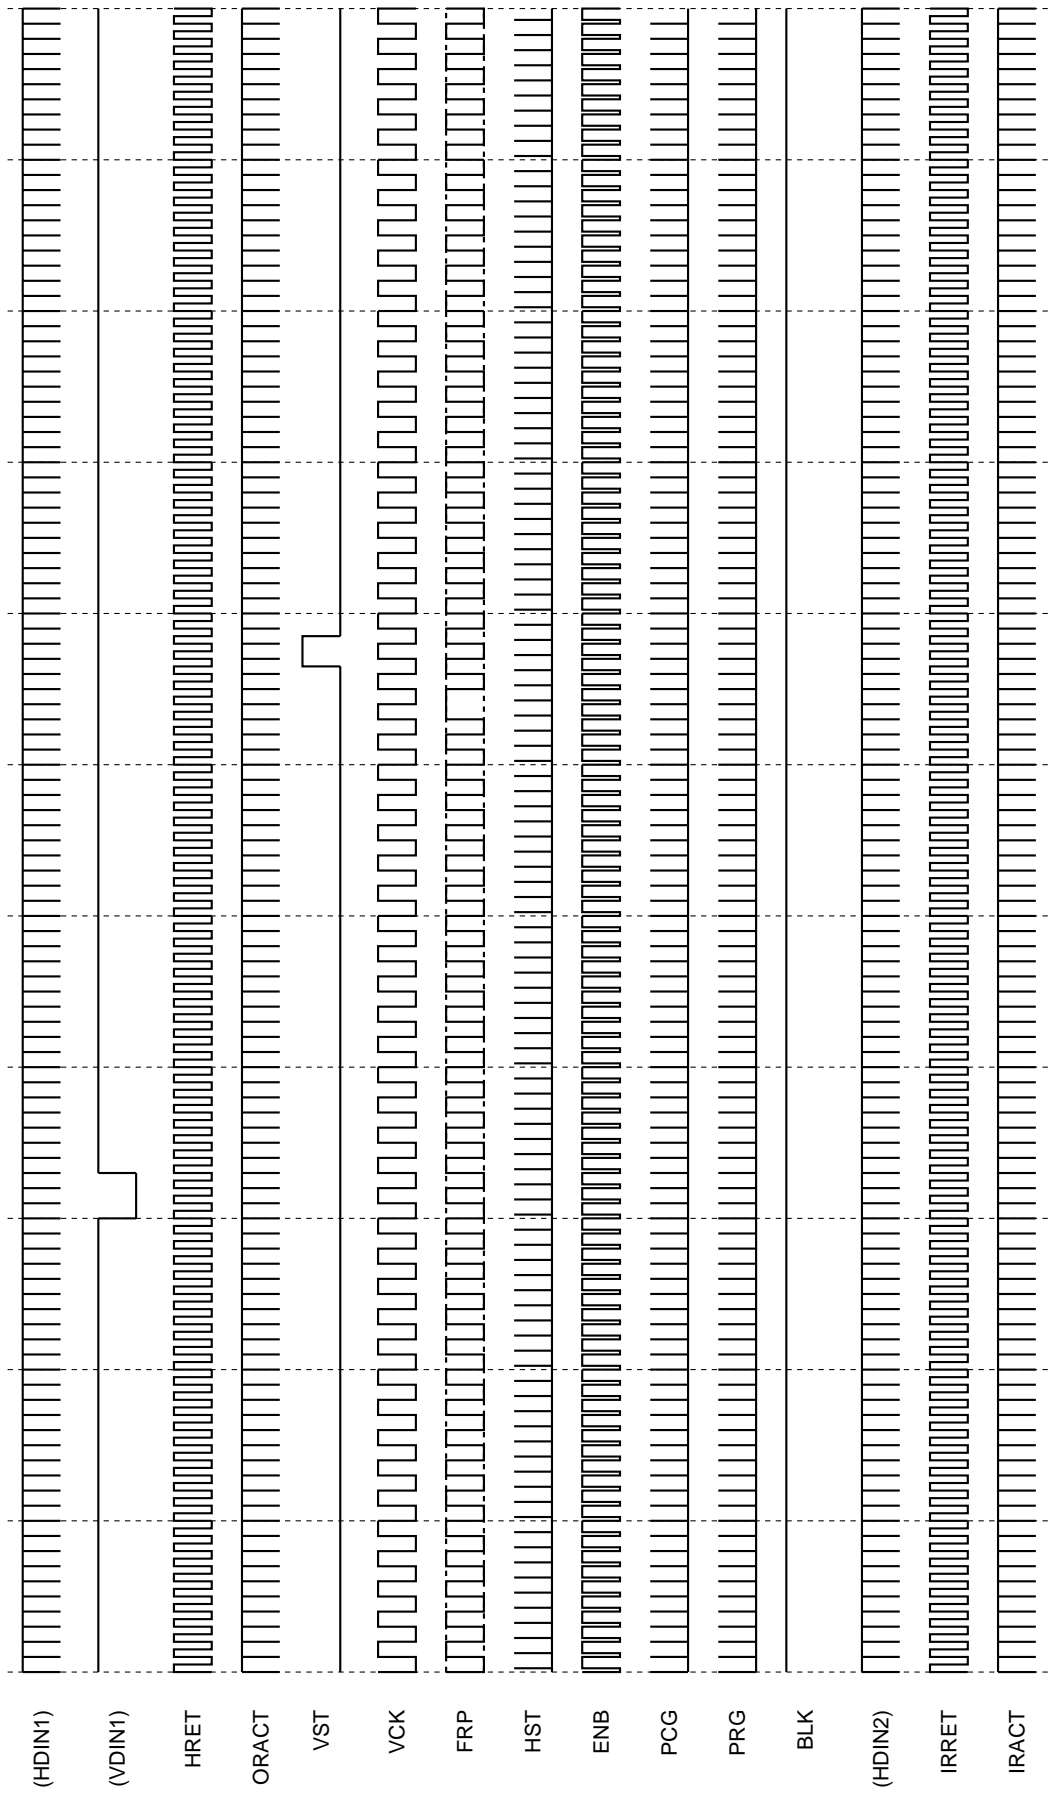 (HDIN1)
(VDIN1)
HRET
ORACT
VST
VCK
FRP
HST
ENB
PCG
PRG
BLK
(HDIN2)
IRRET
IRACT